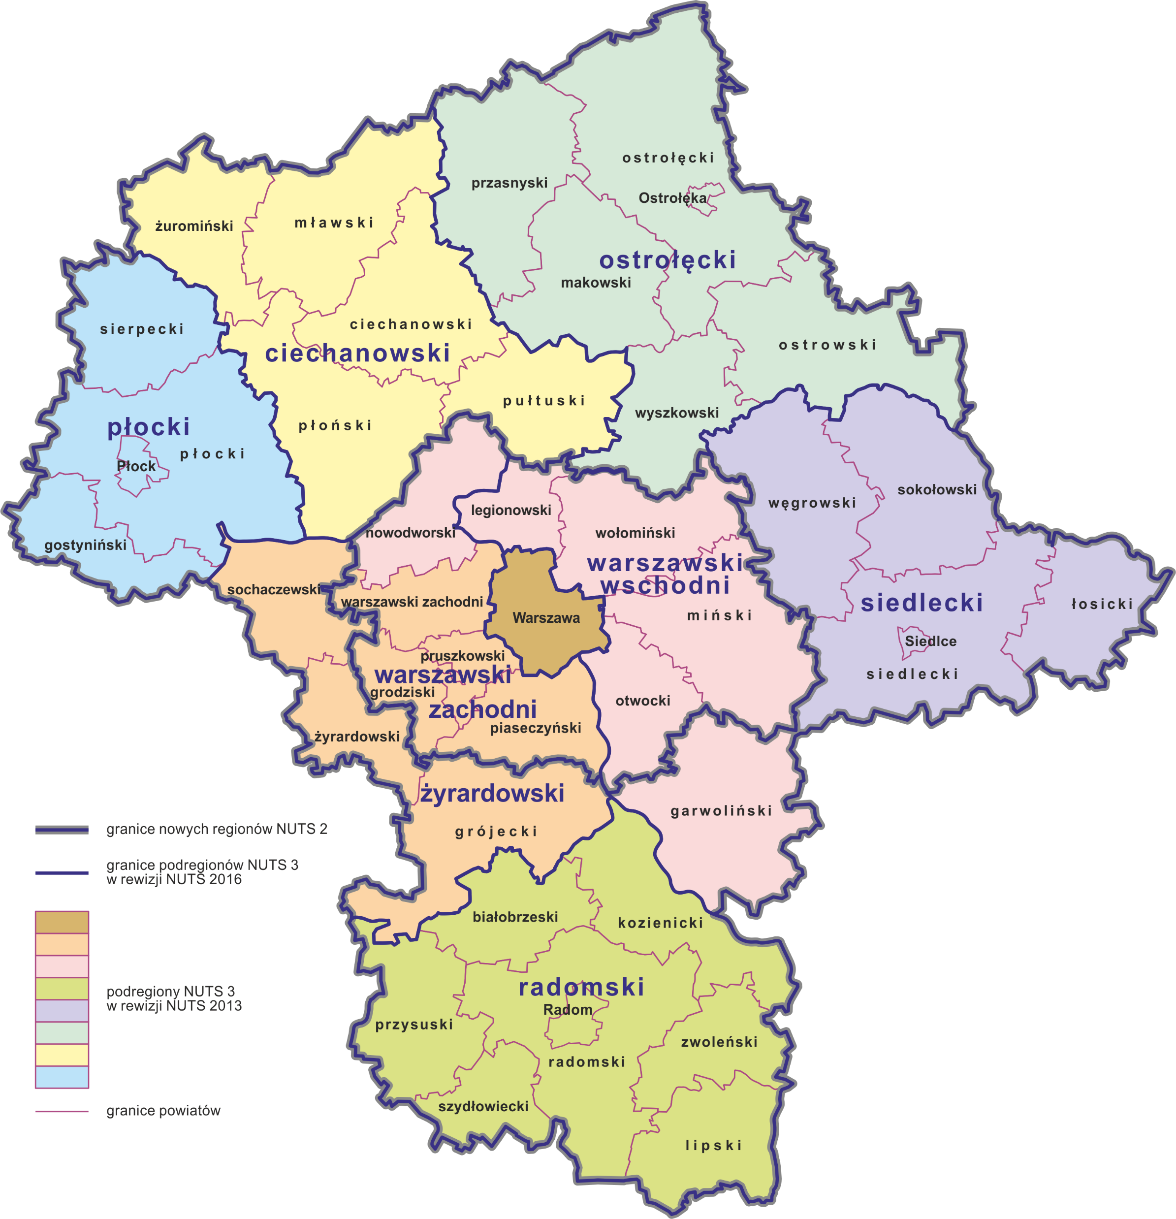 ostrołęcki
przasnyski
Ostrołęka
żuromiński
mławski
ostrołęcki
makowski
sierpecki
ciechanowski
ciechanowski
ostrowski
pułtuski
wyszkowski
płocki
płoński
płocki
Płock
węgrowski
sokołowski
legionowski
nowodworski
wołomiński
gostyniński
warszawski
wschodni
sochaczewski
warszawski zachodni
siedlecki
łosicki
Warszawa
miński
Siedlce
pruszkowski
siedlecki
warszawski
grodziski
otwocki
zachodni
piaseczyński
żyrardowski
żyrardowski
garwoliński
grójecki
granice nowych regionów NUTS 2
granice podregionów NUTS 3
w rewizji NUTS 2016
białobrzeski
kozienicki
podregiony NUTS 3
w rewizji NUTS 2013
radomski
Radom
przysuski
zwoleński
radomski
szydłowiecki
granice powiatów
lipski